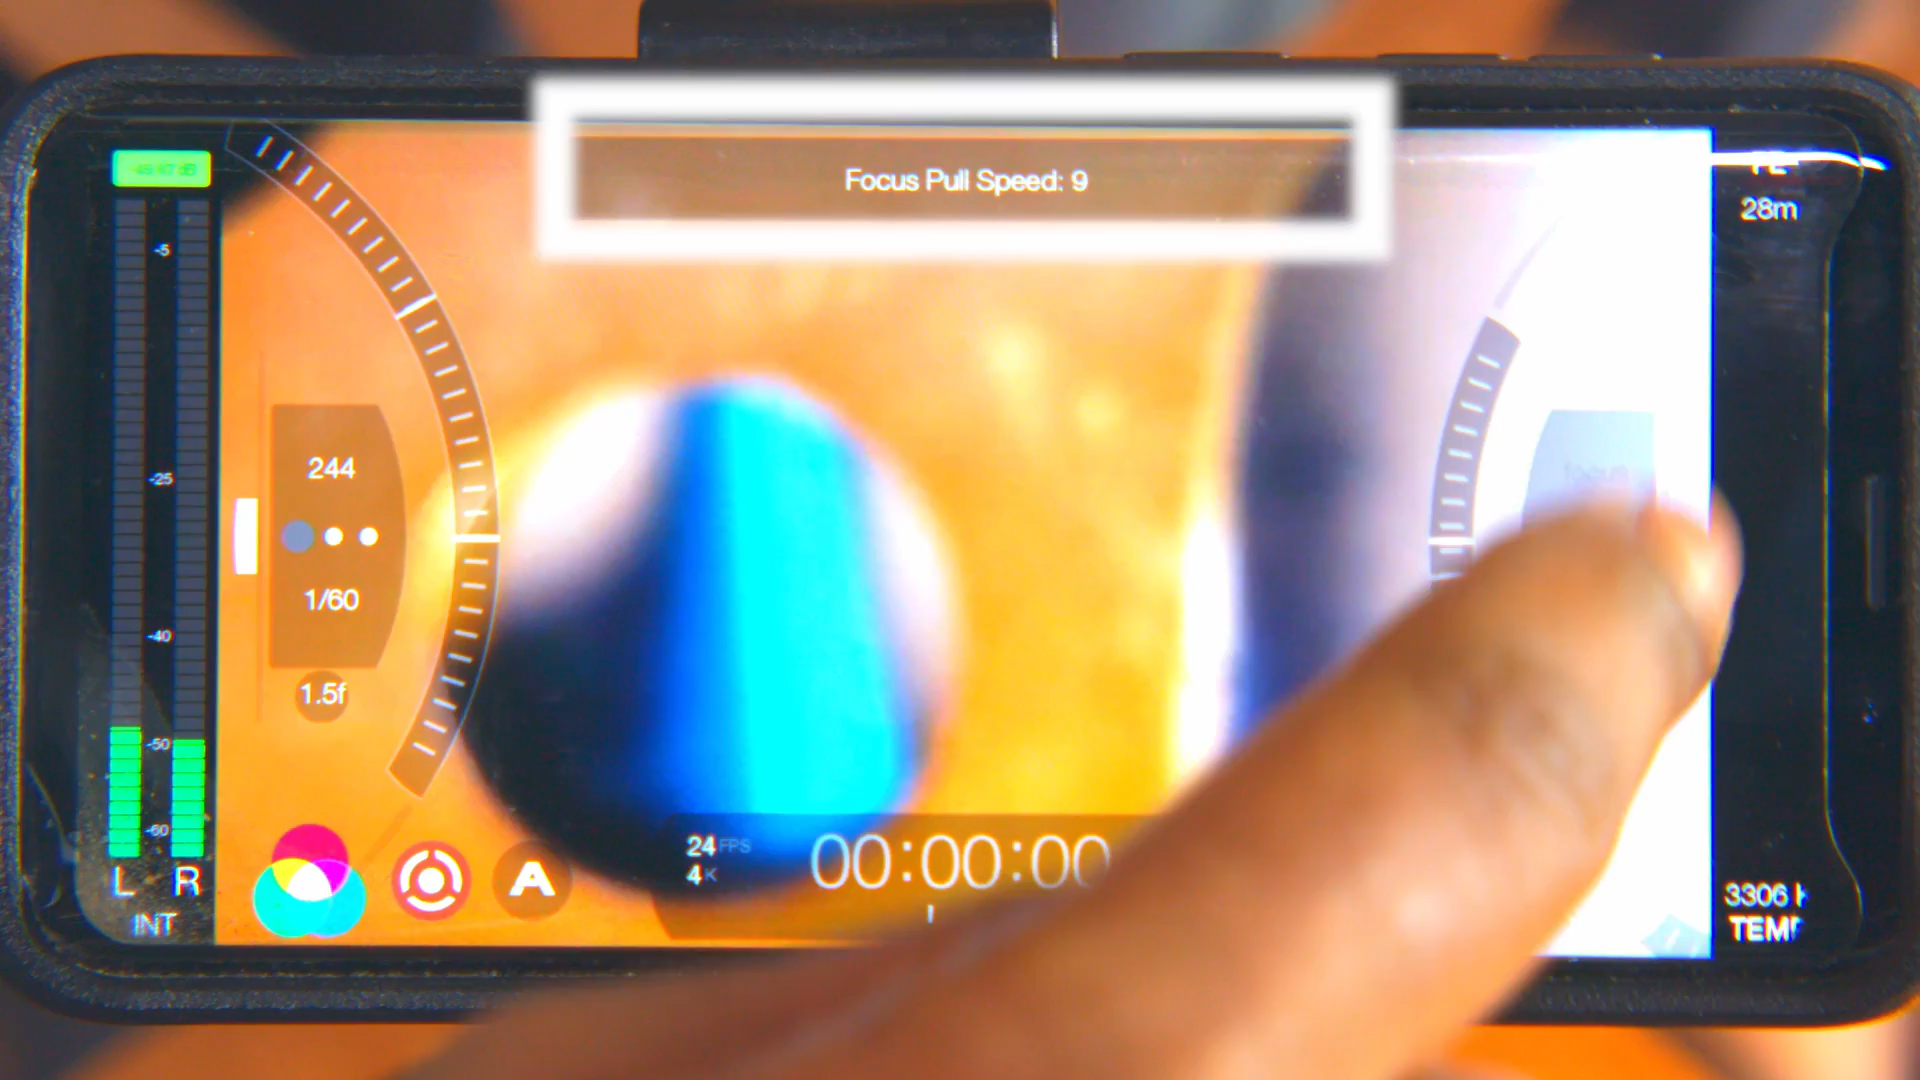 Focus Pull Speed: 9
28m
-5
-25
-40
-50
-60
L R
INT
244
1/60
1.5f
A
24 FPS
4K
00:00:00
3306